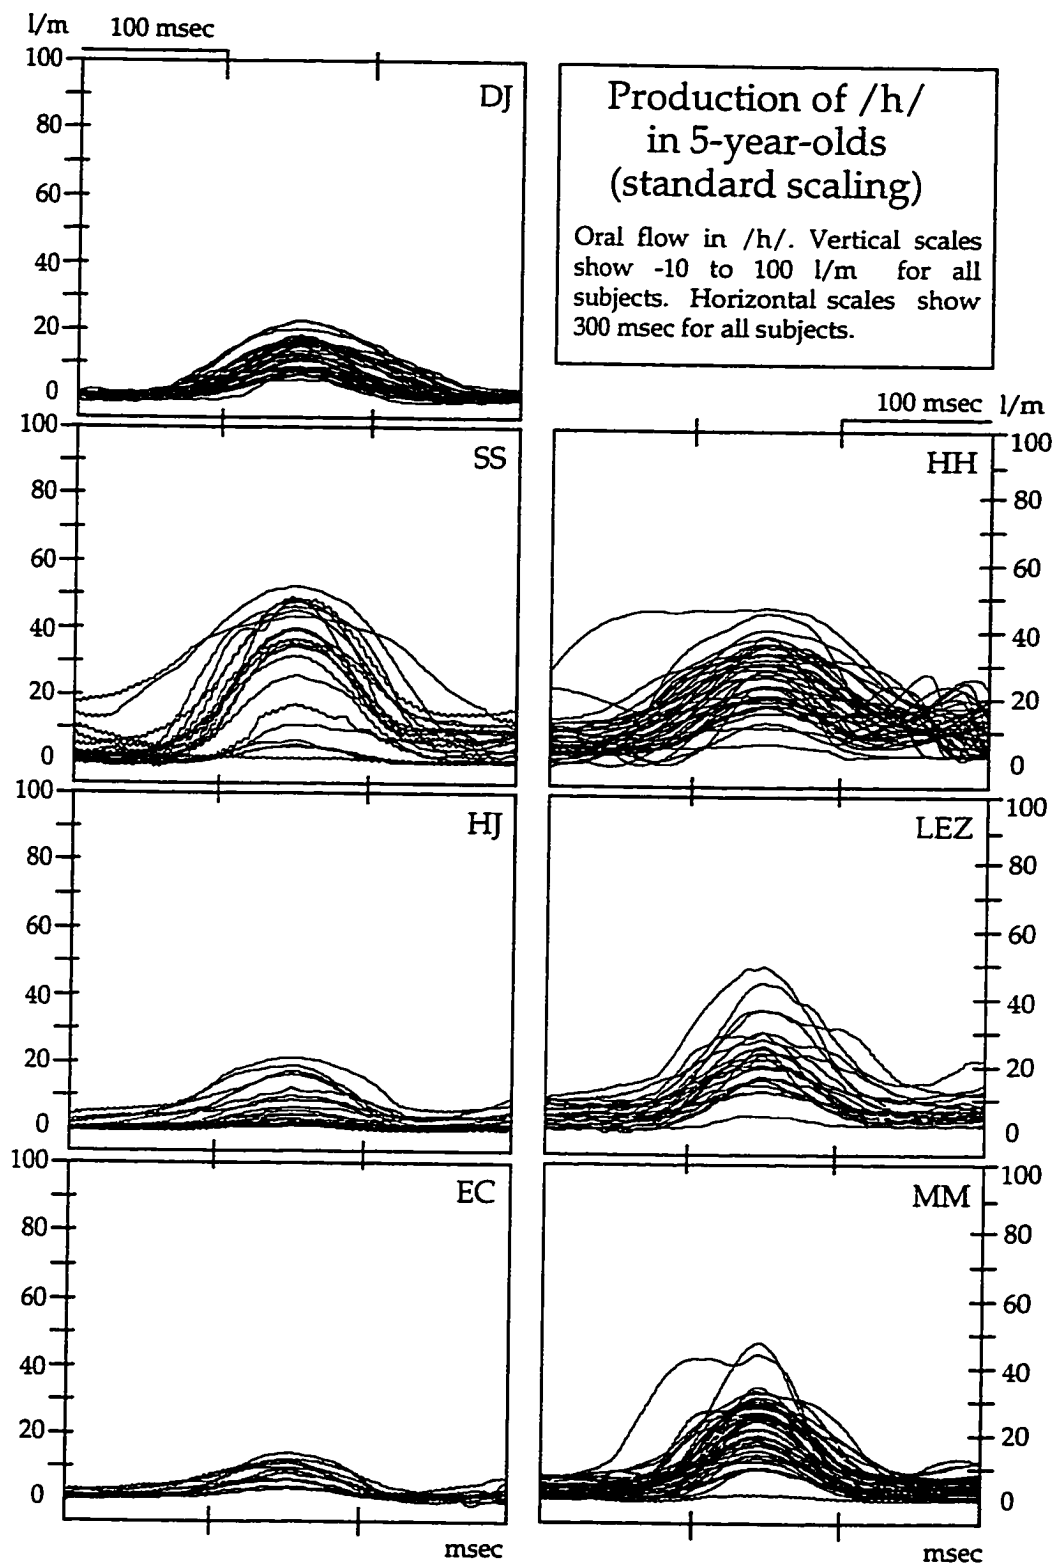 l/m 100 msec
100
80
60
40
20
0
DJ
Production of /h/
in 5-year-olds
(standard scaling)
Oral flow in /h/. Vertical scales
show -10 to 100 l/m for all
subjects. Horizontal scales show
300 msec for all subjects.
100
80
60
40
20
0
SS
100 msec l/m
HH
100
80
60
40
20
0
100
80
60
40
20
0
HJ
LEZ
100
80
60
40
20
0
100
80
60
40
20
0
EC
msec
MM
100
80
60
40
20
0
msec